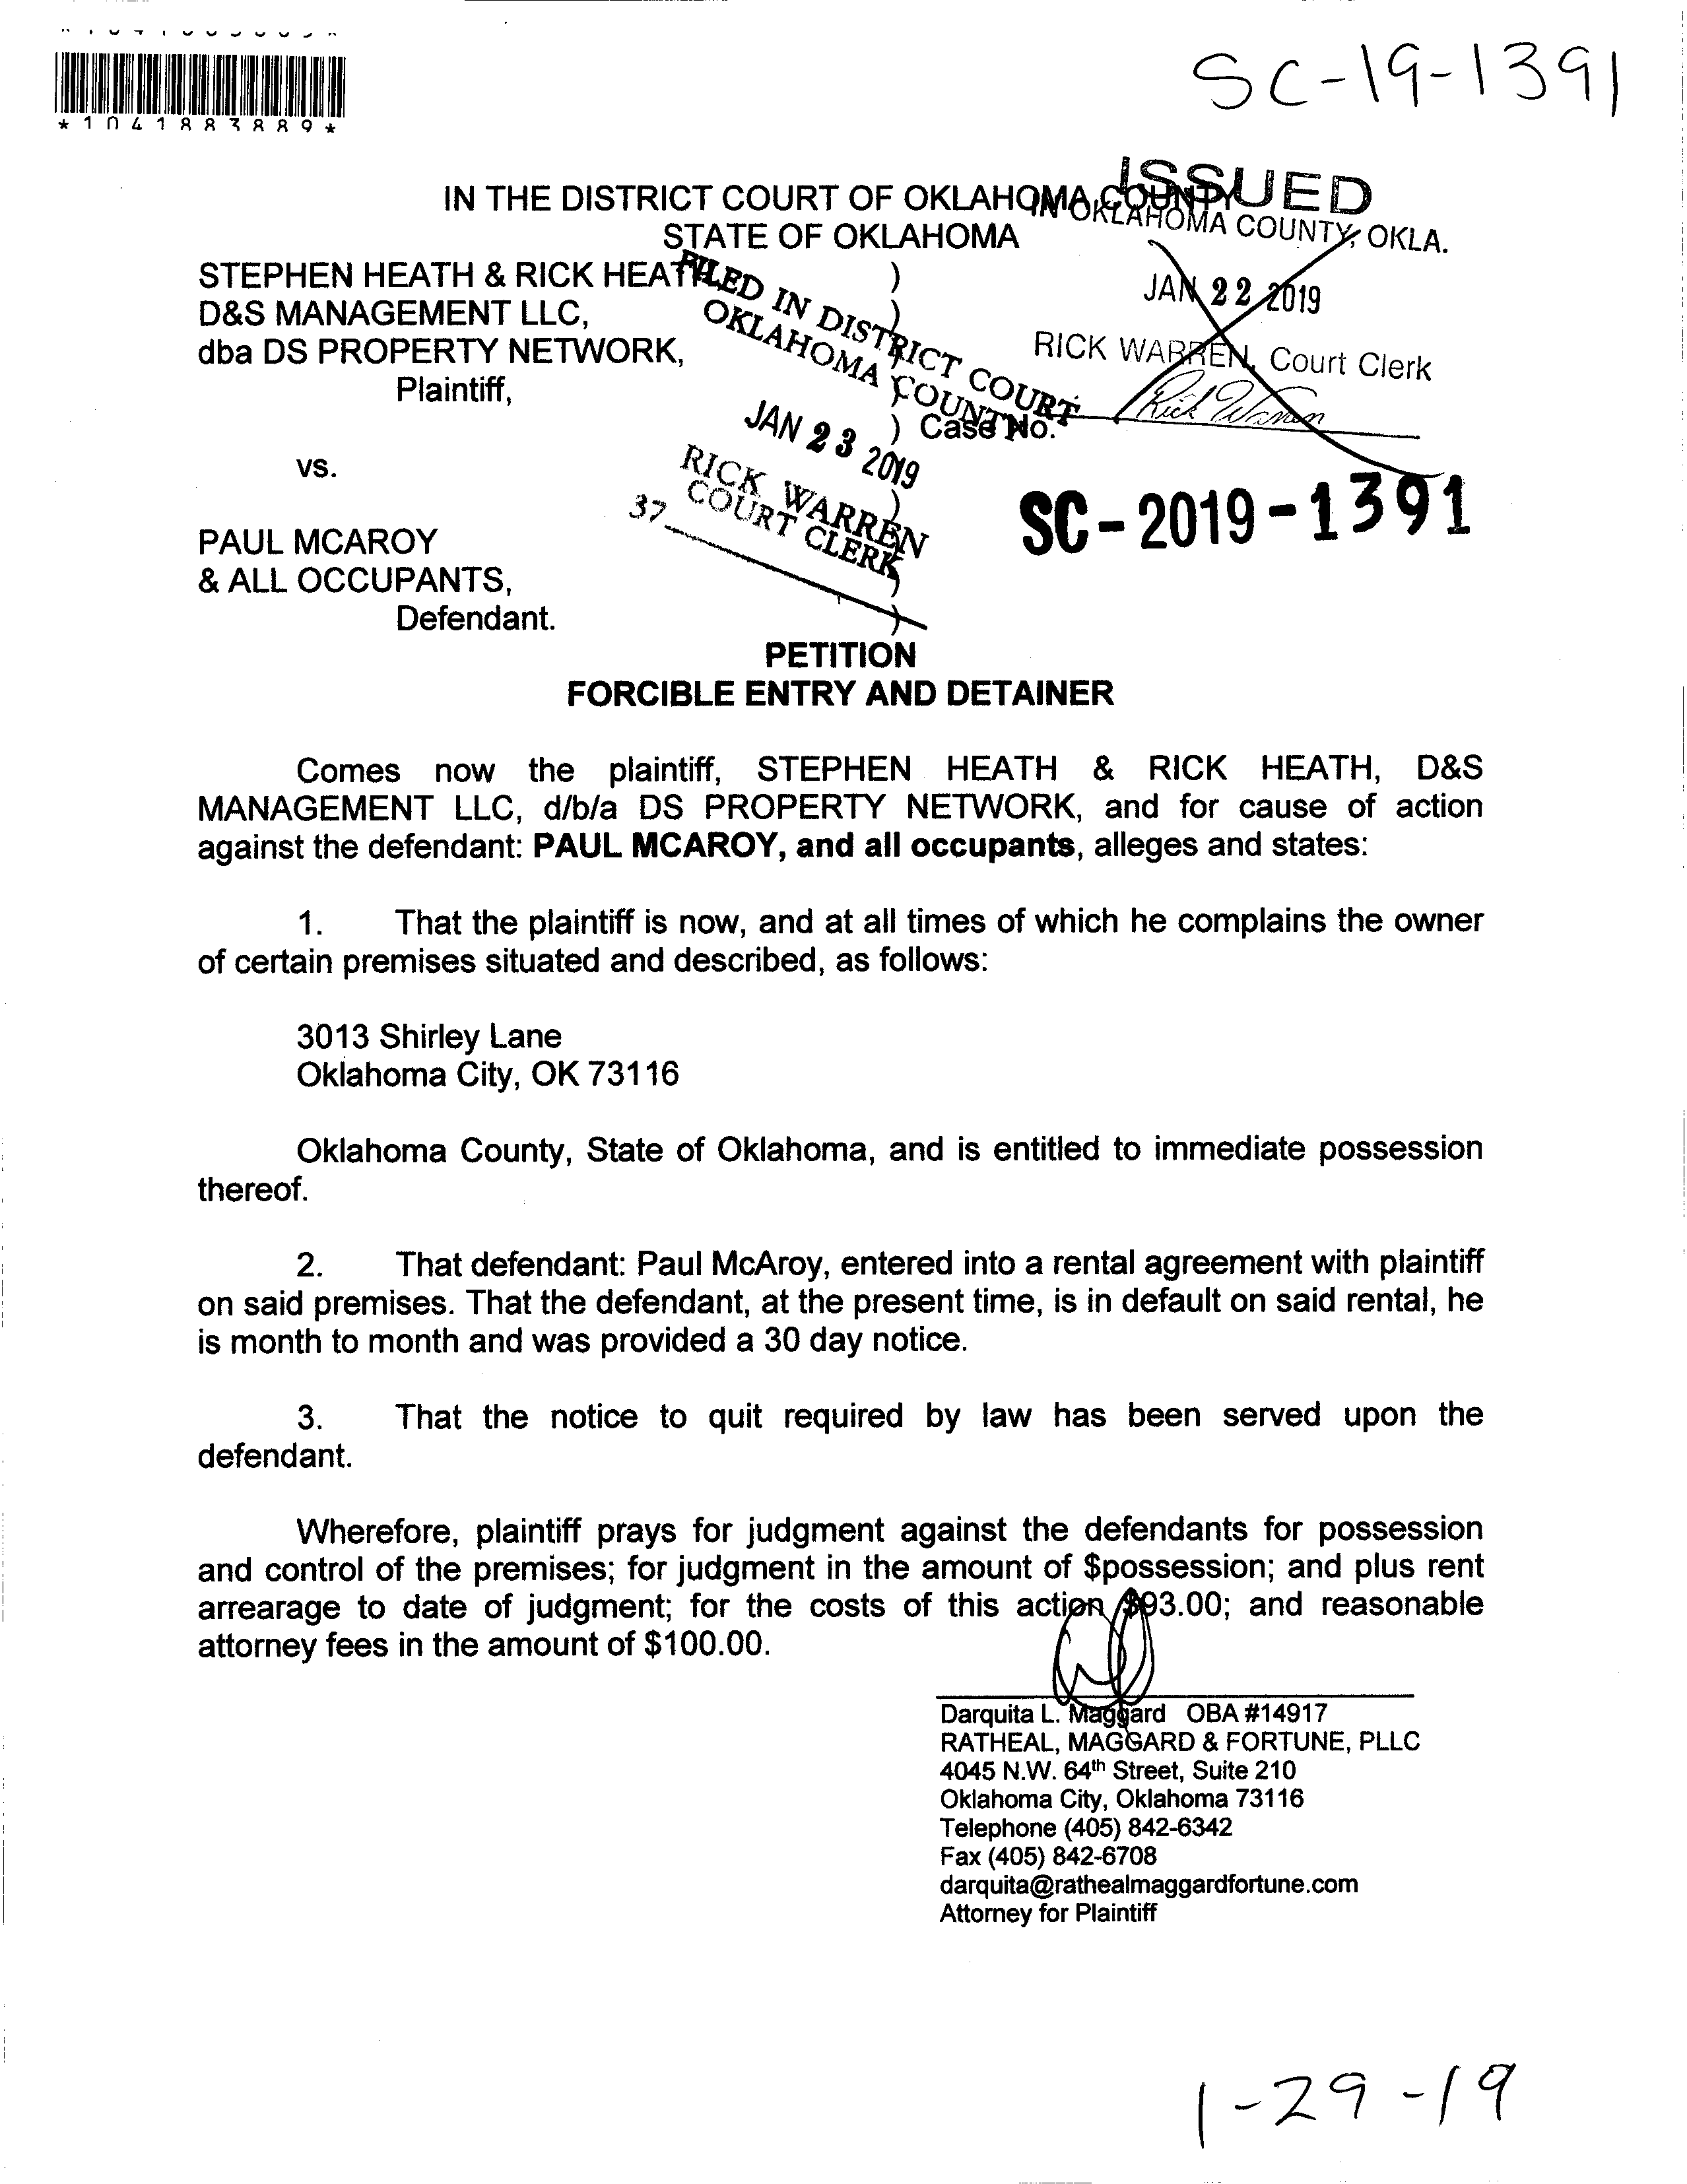 SC-19-1391
*1041883889*
ISSUED
IN THE DISTRICT COURT OF OKLAHOMA COUNTY
IN OKLAHOMA COUNTY, OKLA.
STATE OF OKLAHOMA
STEPHEN HEATH & RICK HEATH
D&S MANAGEMENT LLC,
dba DS PROPERTY NETWORK,
Plaintiff,
vs.
PAUL MCAROY
& ALL OCCUPANTS,
Defendant.
)
)
)
)
) Case No.
)
)
)
FILED IN DISTRICT COURT
OKLAHOMA COUNTY
JAN 23 2019
RICK WARREN
COURT CLERK
37
JAN 22 2019
RICK WARREN, Court Clerk
Rick Warren
SC-2019-1391
PETITION
FORCIBLE ENTRY AND DETAINER
Comes now the plaintiff, STEPHEN HEATH & RICK HEATH, D&S
MANAGEMENT LLC, d/b/a DS PROPERTY NETWORK, and for cause of action
against the defendant: PAUL MCAROY, and all occupants, alleges and states:
1. That the plaintiff is now, and at all times of which he complains the owner
of certain premises situated and described, as follows:
3013 Shirley Lane
Oklahoma City, OK 73116
Oklahoma County, State of Oklahoma, and is entitled to immediate possession
thereof.
2. That defendant: Paul McAroy, entered into a rental agreement with plaintiff
on said premises. That the defendant, at the present time, is in default on said rental, he
is month to month and was provided a 30 day notice.
3. That the notice to quit required by law has been served upon the
defendant.
Wherefore, plaintiff prays for judgment against the defendants for possession
and control of the premises; for judgment in the amount of $possession; and plus rent
arrearage to date of judgment; for the costs of this action $93.00; and reasonable
attorney fees in the amount of $100.00.
Darquita L. Maggard OBA #14917
RATHEAL, MAGGARD & FORTUNE, PLLC
4045 N.W. 64th Street, Suite 210
Oklahoma City, Oklahoma 73116
Telephone (405) 842-6342
Fax (405) 842-6708
darquita@rathealmaggardfortune.com
Attorney for Plaintiff
1-29-19